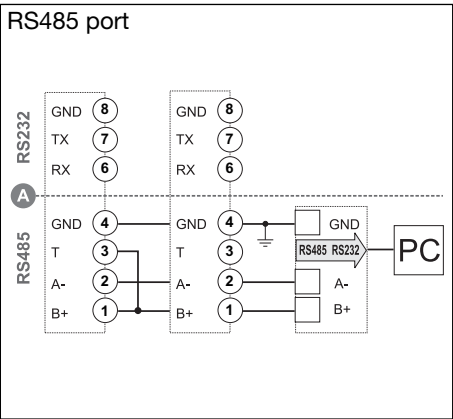 RS485 port
RS232
GND 8 GND 8
TX 7 TX 7
RX 6 RX 6
A
RS485
GND 4 GND 4 GND
T 3 T 3 RS485 RS232 PC
A- 2 A- 2 A-
B+ 1 B+ 1 B+